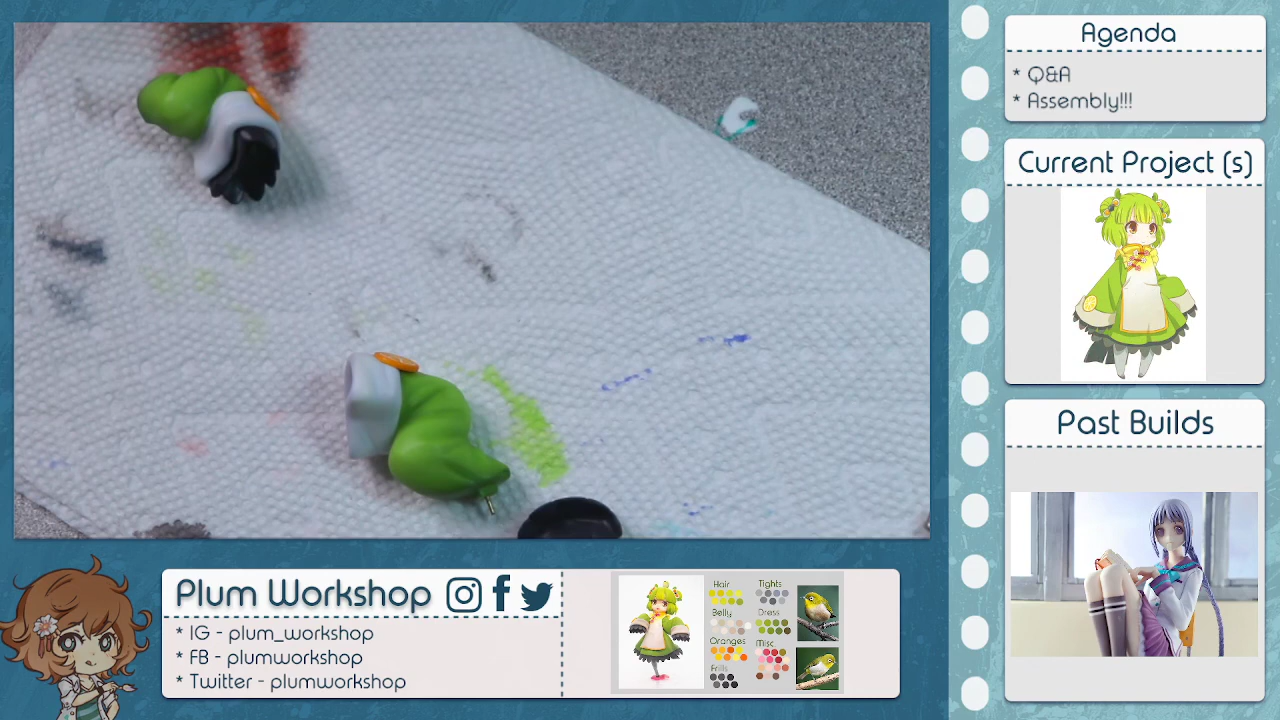 Agenda
* Q&A
* Assembly!!!
Current Project (s)
Past Builds
Plum Workshop
* IG - plum_workshop
* FB - plumworkshop
* Twitter - plumworkshop
Hair
Tights
Belly
Dress
Oranges
Misc.
Frills